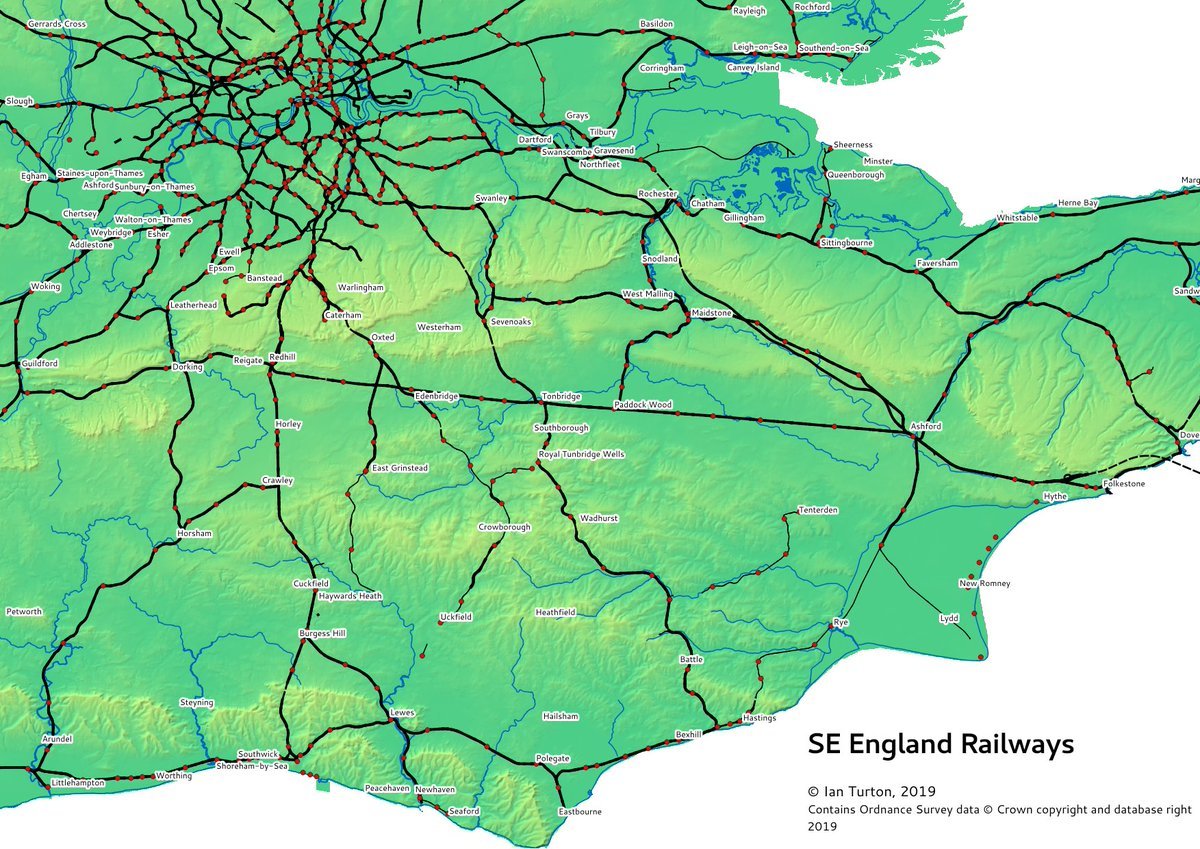 Gerrards Cross
Rayleigh
Rochford
Basildon
Leigh-on-Sea
Southend-on-Sea
Corringham
Canvey Island
Slough
Grays
Tilbury
Dartford
Swanscombe
Gravesend
Northfleet
Sheerness
Minster
Queenborough
Egham
Staines-upon-Thames
Ashford
Sunbury-on-Thames
Marg
Swanley
Rochester
Chatham
Gillingham
Herne Bay
Whitstable
Chertsey
Walton-on-Thames
Weybridge
Esher
Addlestone
Sittingbourne
Ewell
Epsom
Banstead
Snodland
Faversham
Woking
Warlingham
West Malling
Sandw
Leatherhead
Caterham
Westerham
Sevenoaks
Maidstone
Oxted
Guildford
Dorking
Reigate
Redhill
Edenbridge
Tonbridge
Paddock Wood
Horley
Southborough
Ashford
Dove
Royal Tunbridge Wells
East Grinstead
Crawley
Folkestone
Hythe
Horsham
Crowborough
Wadhurst
Tenterden
Cuckfield
Haywards Heath
New Romney
Petworth
Uckfield
Heathfield
Rye
Lydd
Burgess Hill
Battle
Steyning
Lewes
Hailsham
Hastings
Bexhill
Arundel
Southwick
Shoreham-by-Sea
Polegate
Worthing
Littlehampton
Peacehaven
Newhaven
Seaford
Eastbourne
SE England Railways
© Ian Turton, 2019
Contains Ordnance Survey data © Crown copyright and database right
2019